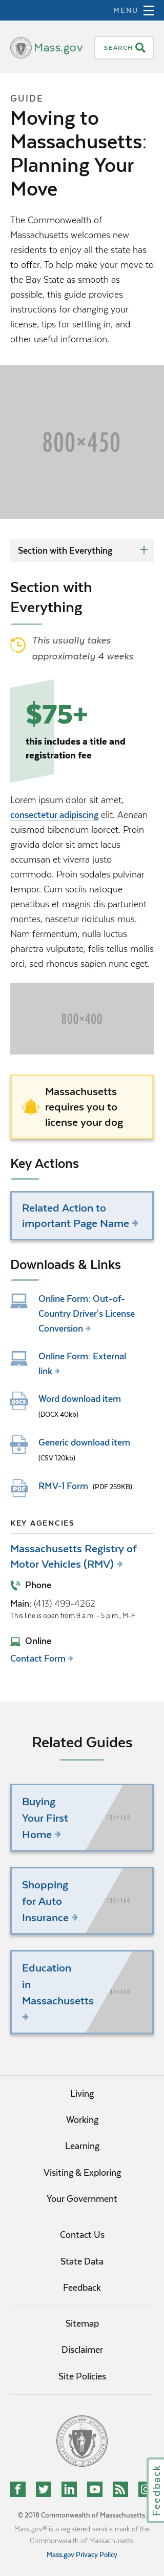 MENU
Mass.gov
SEARCH
GUIDE
Moving to
Massachusetts:
Planning Your
Move
The Commonwealth of
Massachusetts welcomes new
residents to enjoy all the state has
to offer. To help make your move to
the Bay State as smooth as
possible, this guide provides
instructions for changing your
license, tips for settling in, and
other useful information.
800×450
Section with Everything
Section with
Everything
This usually takes
approximately 4 weeks
$75+
this includes a title and
registration fee
Lorem ipsum dolor sit amet,
consectetur adipiscing elit. Aenean
euismod bibendum laoreet. Proin
gravida dolor sit amet lacus
accumsan et viverra justo
commodo. Proin sodales pulvinar
tempor. Cum sociis natoque
penatibus et magnis dis parturient
montes, nascetur ridiculus mus.
Nam fermentum, nulla luctus
pharetra vulputate, felis tellus mollis
orci, sed rhoncus sapien nunc eget.
800×400
Massachusetts
requires you to
license your dog
Key Actions
Related Action to
important Page Name
Downloads & Links
Online Form: Out-of-
Country Driver's License
Conversion
Online Form: External
link
DOCX
Word download item
(DOCX 40kb)
Generic download item
(CSV 120kb)
PDF
RMV-1 Form (PDF 259KB)
KEY AGENCIES
Massachusetts Registry of
Motor Vehicles (RMV)
Phone
Main: (413) 499-4262
This line is open from 9 a.m. - 5 p.m., M-F
Online
Contact Form
Related Guides
Buying
Your First
Home
130×160
Shopping
for Auto
Insurance
130×160
Education
in
Massachusetts
130×160
Living
Working
Learning
Visiting & Exploring
Your Government
Contact Us
State Data
Feedback
Sitemap
Disclaimer
Site Policies
Feedback
© 2018 Commonwealth of Massachusetts.
Mass.gov® is a registered service mark of the
Commonwealth of Massachusetts.
Mass.gov Privacy Policy